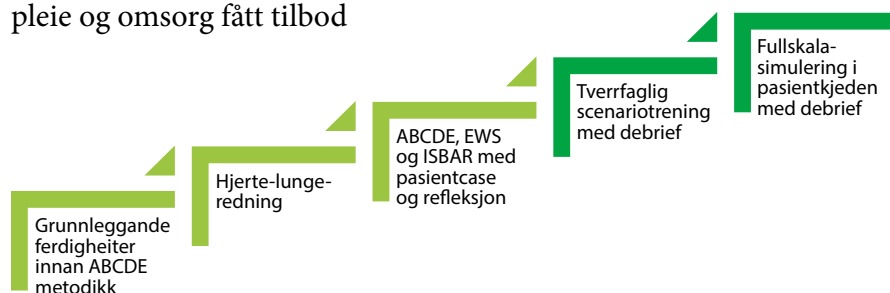 pleie og omsorg fått tilbod
Grunnleggande
ferdigheiter
innan ABCDE
metodikk
Hjerte-lunge-
redning
ABCDE, EWS
og ISBAR med
pasientcase
og refleksjon
Tverrfaglig
scenariotrening
med debrief
Fullskala-
simulering i
pasientkjeden
med debrief